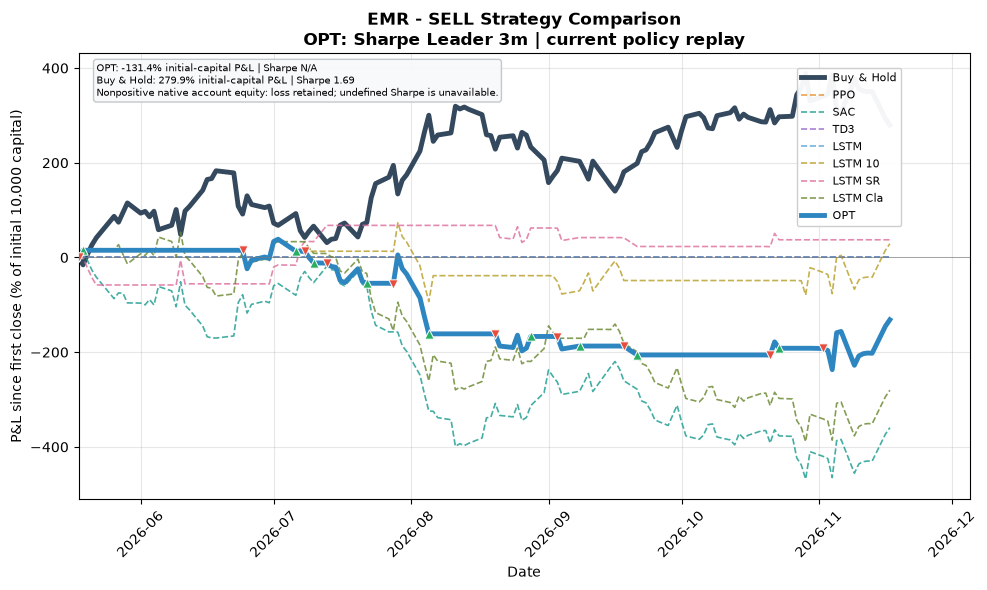 EMR - SELL Strategy Comparison
OPT: Sharpe Leader 3m | current policy replay
OPT: -131.4% initial-capital P&L | Sharpe N/A
Buy & Hold: 279.9% initial-capital P&L | Sharpe 1.69
Nonpositive native account equity: loss retained; undefined Sharpe is unavailable.
Buy & Hold
PPO
SAC
TD3
LSTM
LSTM 10
LSTM SR
LSTM Cla
OPT
P&L since first close (% of initial 10,000 capital)
400
200
0
−200
−400
2026-06
2026-07
2026-08
2026-09
2026-10
2026-11
2026-12
Date